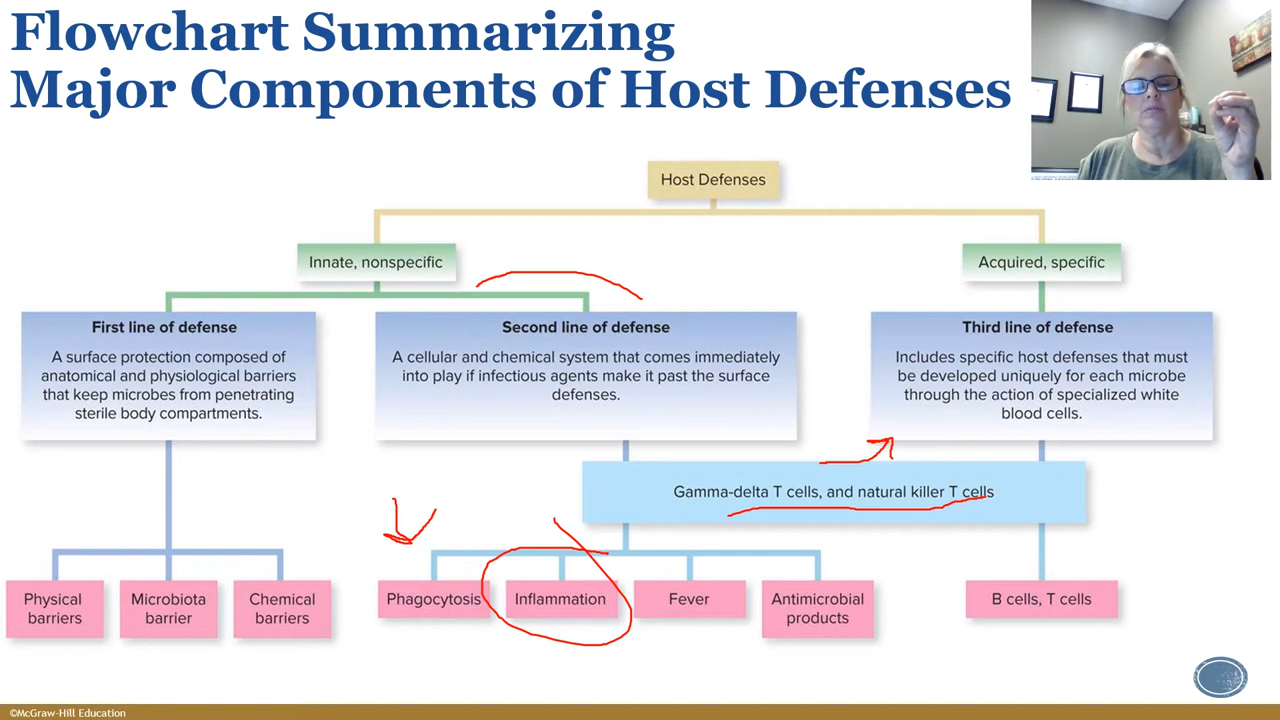 Flowchart Summarizing
Major Components of Host Defenses
Host Defenses
Innate, nonspecific
Acquired, specific
First line of defense
A surface protection composed of
anatomical and physiological barriers
that keep microbes from penetrating
sterile body compartments.
Second line of defense
A cellular and chemical system that comes immediately
into play if infectious agents make it past the surface
defenses.
Third line of defense
Includes specific host defenses that must
be developed uniquely for each microbe
through the action of specialized white
blood cells.
Gamma-delta T cells, and natural killer T cells
Physical
barriers
Microbiota
barrier
Chemical
barriers
Phagocytosis
Inflammation
Fever
Antimicrobial
products
B cells, T cells
©McGraw-Hill Education